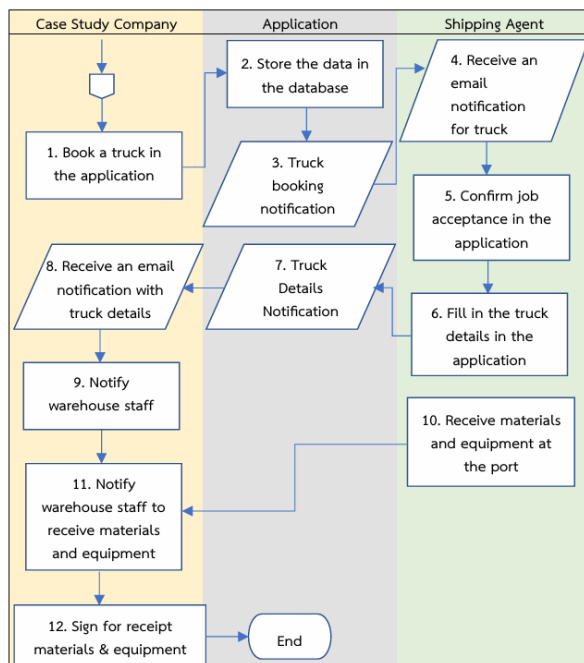 Case Study Company
Application
Shipping Agent
1. Book a truck in
the application
2. Store the data in
the database
3. Truck
booking
notification
4. Receive an
email
notification
for truck
5. Confirm job
acceptance in the
application
6. Fill in the truck
details in the
application
7. Truck
Details
Notification
8. Receive an email
notification with
truck details
9. Notify
warehouse staff
10. Receive materials
and equipment at
the port
11. Notify
warehouse staff to
receive materials
and equipment
12. Sign for receipt
materials & equipment
End